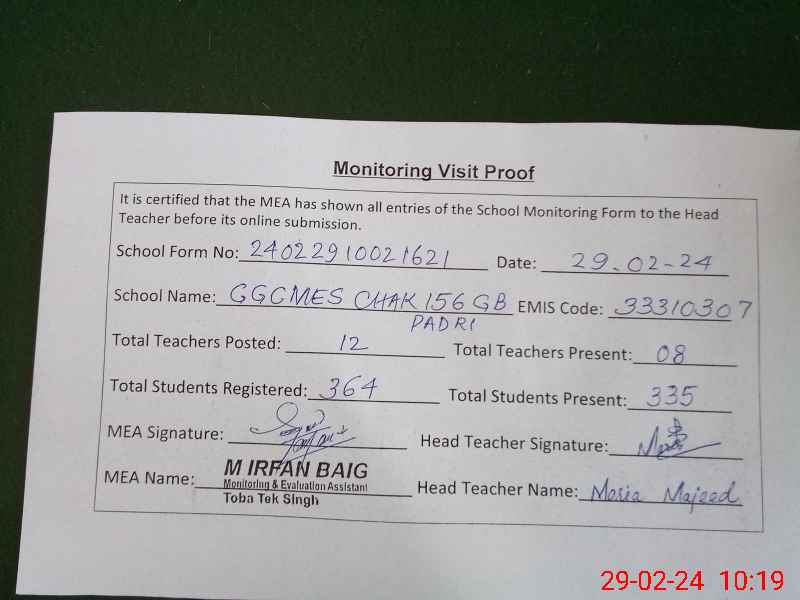 Monitoring Visit Proof
It is certified that the MEA has shown all entries of the School Monitoring Form to the Head
Teacher before its online submission.
School Form No: 24022910021621 Date: 29.02-24
School Name: GGCMES CHAK 156 GB EMIS Code: 33310307
PADRI
Total Teachers Posted: 12 Total Teachers Present: 08
Total Students Registered: 364 Total Students Present: 335
MEA Signature: Head Teacher Signature:
MEA Name: M IRFAN BAIG Head Teacher Name: Mosia Majeed
Monitoring & Evaluation Assistant
Toba Tek Singh
29-02-24 10:19